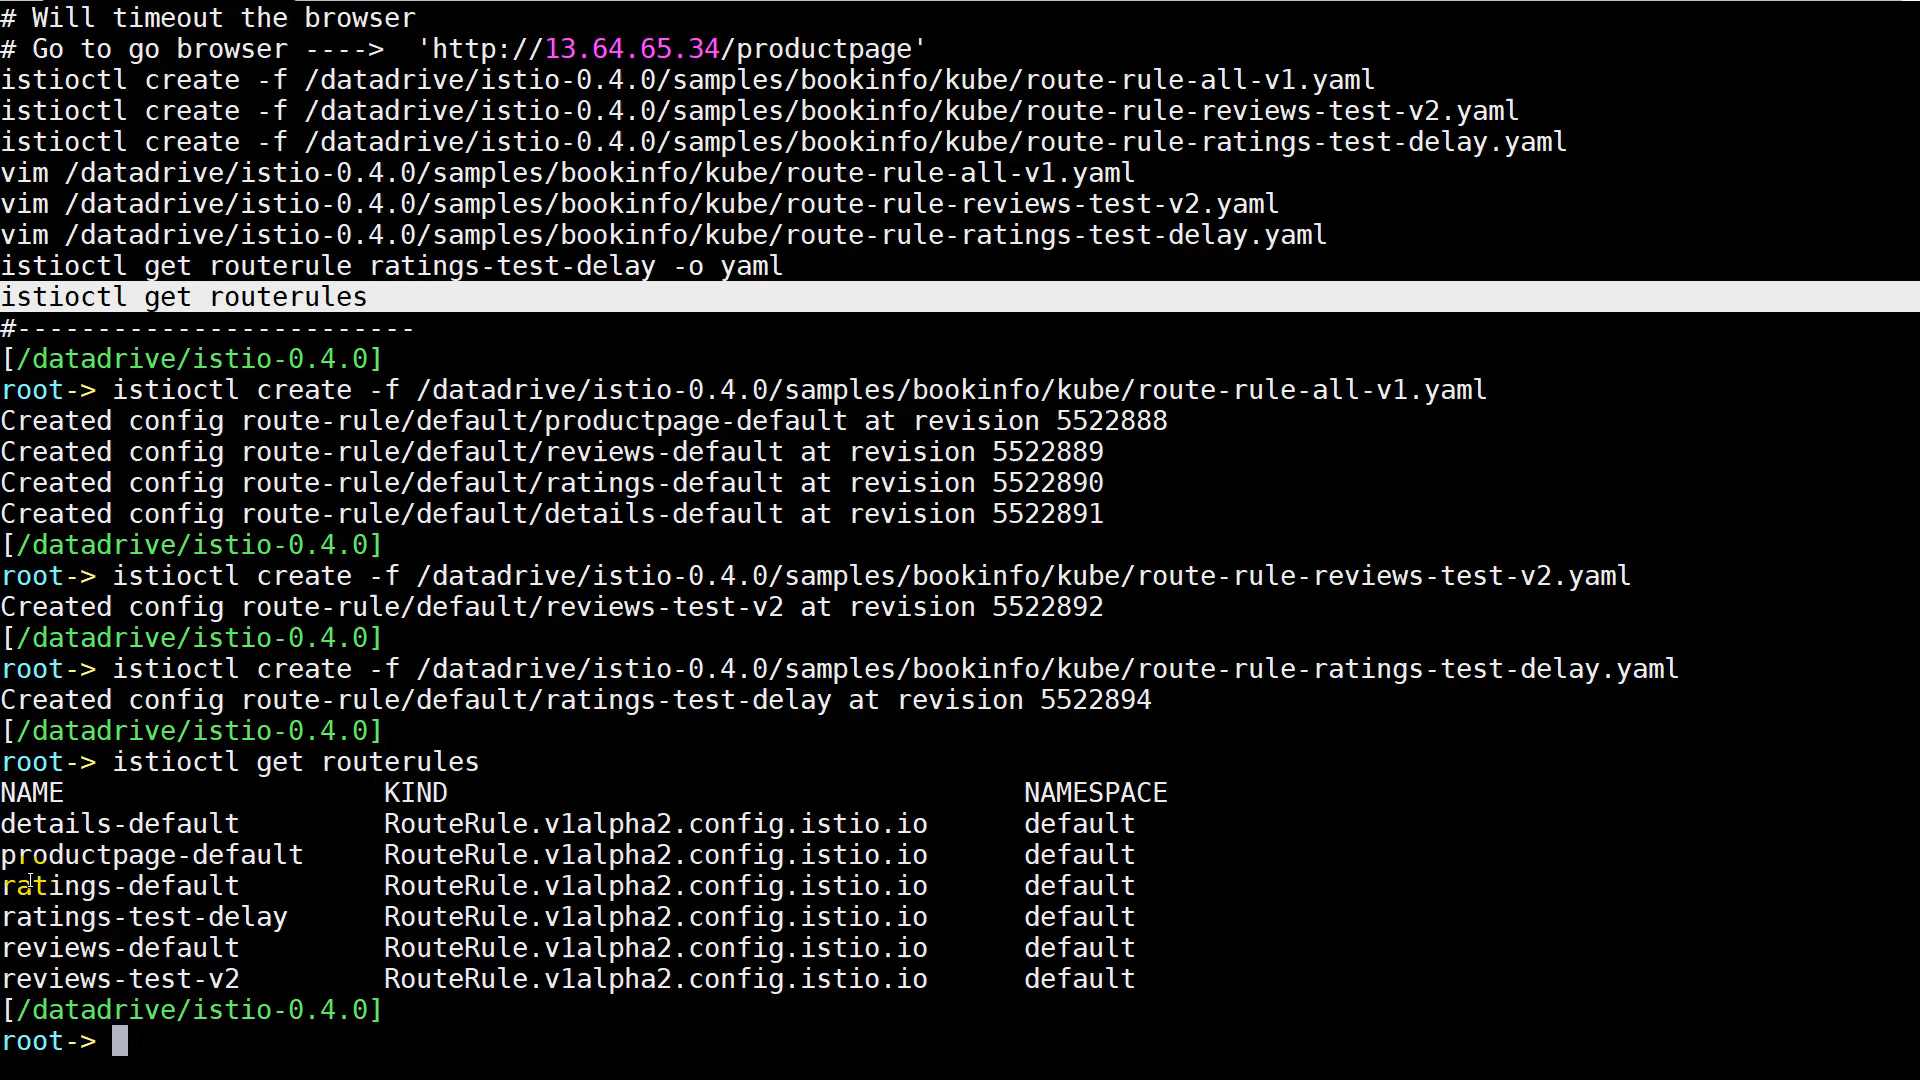 # Will timeout the browser
# Go to go browser ---->  'http://13.64.65.34/productpage'
istioctl create -f /datadrive/istio-0.4.0/samples/bookinfo/kube/route-rule-all-v1.yaml
istioctl create -f /datadrive/istio-0.4.0/samples/bookinfo/kube/route-rule-reviews-test-v2.yaml
istioctl create -f /datadrive/istio-0.4.0/samples/bookinfo/kube/route-rule-ratings-test-delay.yaml
vim /datadrive/istio-0.4.0/samples/bookinfo/kube/route-rule-all-v1.yaml
vim /datadrive/istio-0.4.0/samples/bookinfo/kube/route-rule-reviews-test-v2.yaml
vim /datadrive/istio-0.4.0/samples/bookinfo/kube/route-rule-ratings-test-delay.yaml
istioctl get routerule ratings-test-delay -o yaml
istioctl get routerules
#-------------------------
[/datadrive/istio-0.4.0]
root-> istioctl create -f /datadrive/istio-0.4.0/samples/bookinfo/kube/route-rule-all-v1.yaml
Created config route-rule/default/productpage-default at revision 5522888
Created config route-rule/default/reviews-default at revision 5522889
Created config route-rule/default/ratings-default at revision 5522890
Created config route-rule/default/details-default at revision 5522891
[/datadrive/istio-0.4.0]
root-> istioctl create -f /datadrive/istio-0.4.0/samples/bookinfo/kube/route-rule-reviews-test-v2.yaml
Created config route-rule/default/reviews-test-v2 at revision 5522892
[/datadrive/istio-0.4.0]
root-> istioctl create -f /datadrive/istio-0.4.0/samples/bookinfo/kube/route-rule-ratings-test-delay.yaml
Created config route-rule/default/ratings-test-delay at revision 5522894
[/datadrive/istio-0.4.0]
root-> istioctl get routerules
NAME                    KIND                                    NAMESPACE
details-default         RouteRule.v1alpha2.config.istio.io      default
productpage-default     RouteRule.v1alpha2.config.istio.io      default
ratings-default         RouteRule.v1alpha2.config.istio.io      default
ratings-test-delay      RouteRule.v1alpha2.config.istio.io      default
reviews-default         RouteRule.v1alpha2.config.istio.io      default
reviews-test-v2         RouteRule.v1alpha2.config.istio.io      default
[/datadrive/istio-0.4.0]
root->